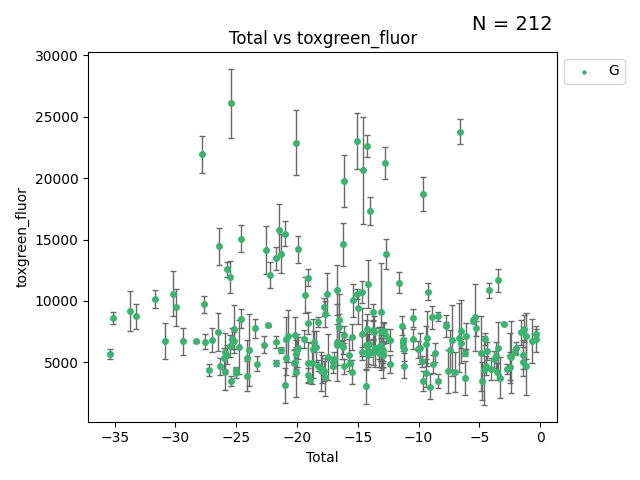 N = 212
Total vs toxgreen_fluor
G
toxgreen_fluor
30000
25000
20000
15000
10000
5000
−35 −30 −25 −20 −15 −10 −5 0
Total